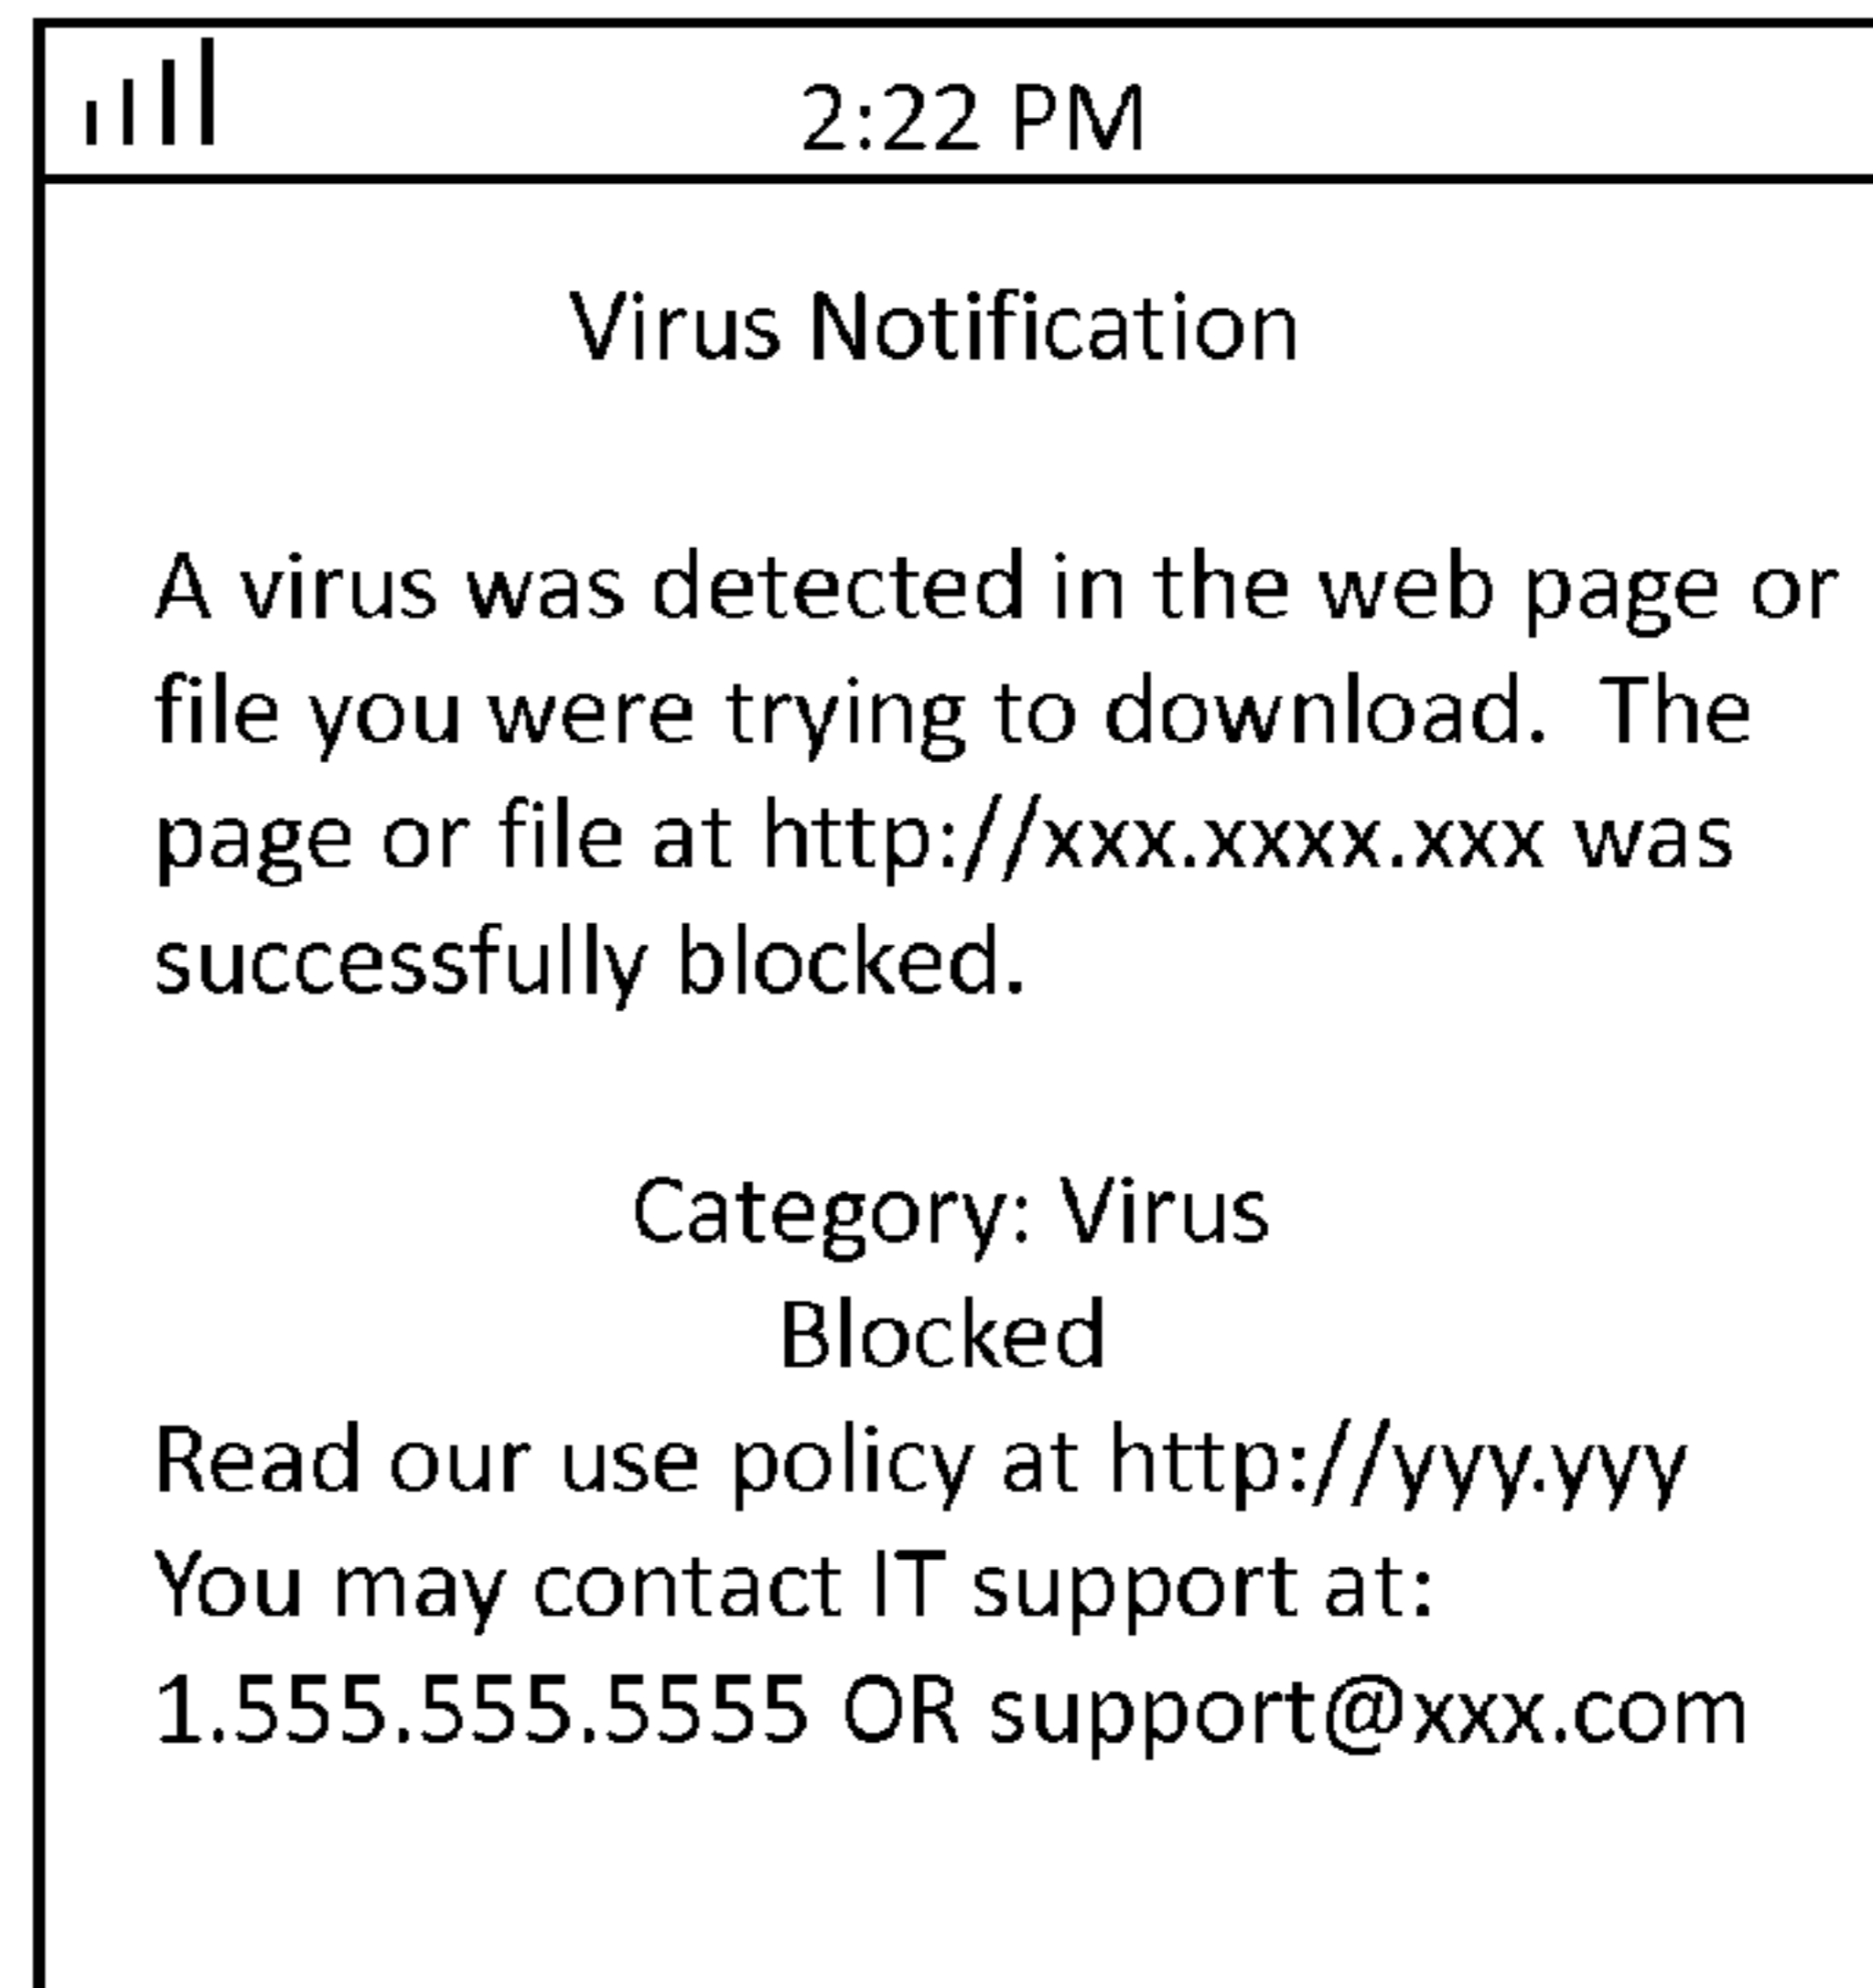 2:22 PM
Virus Notification
A virus was detected in the web page or
file you were trying to download.  The
page or file at http://xxx.xxxx.xxx was
successfully blocked.
Category: Virus
Blocked
Read our use policy at http://yyy.yyy
You may contact IT support at:
1.555.555.5555 OR support@xxx.com